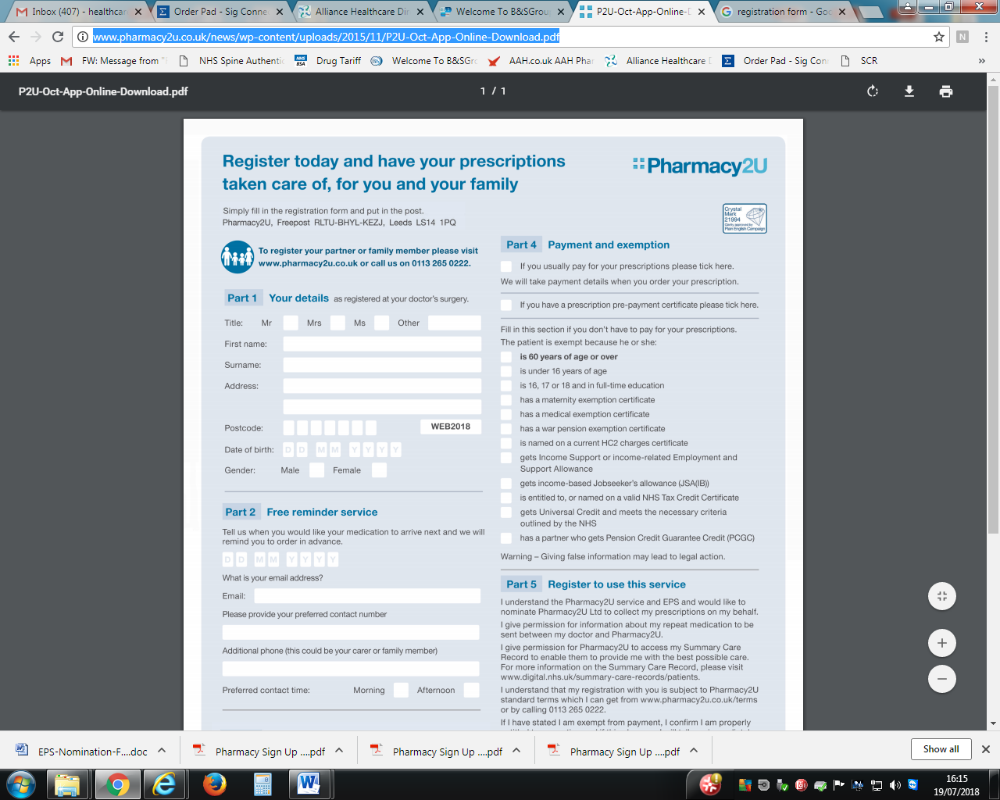 Inbox (407) - healthcar
Order Pad - Sig Conne
Alliance Healthcare Dir
Welcome To B&SGrou
P2U-Oct-App-Online-D
registration form - Goo
www.pharmacy2u.co.uk/news/wp-content/uploads/2015/11/P2U-Oct-App-Online-Download.pdf
N
Apps
FW: Message from "
NHS Spine Authentic
Drug Tariff
Welcome To B&SGr
AAH.co.uk AAH Phar
Alliance Healthcare D
Order Pad - Sig Con
SCR
»
P2U-Oct-App-Online-Download.pdf
1 / 1
Register today and have your prescriptions
taken care of, for you and your family
Pharmacy2U
Simply fill in the registration form and put in the post.
Pharmacy2U, Freepost RLTU-BHYL-KEZJ, Leeds LS14 1PQ
Crystal
Mark
21994
Clarity approved by
Plain English Campaign
To register your partner or family member please visit
www.pharmacy2u.co.uk or call us on 0113 265 0222.
Part 1 Your details as registered at your doctor's surgery.
Title: Mr Mrs Ms Other
First name:
Surname:
Address:
Postcode: WEB2018
Date of birth: D D M M Y Y Y Y
Gender: Male Female
Part 2 Free reminder service
Tell us when you would like your medication to arrive next and we will
remind you to order in advance.
D D M M Y Y Y Y
What is your email address?
Email:
Please provide your preferred contact number
Additional phone (this could be your carer or family member)
Preferred contact time: Morning Afternoon
Part 4 Payment and exemption
If you usually pay for your prescriptions please tick here.
We will take payment details when you order your prescription.
If you have a prescription pre-payment certificate please tick here.
Fill in this section if you don't have to pay for your prescriptions.
The patient is exempt because he or she:
is 60 years of age or over
is under 16 years of age
is 16, 17 or 18 and in full-time education
has a maternity exemption certificate
has a medical exemption certificate
has a war pension exemption certificate
is named on a current HC2 charges certificate
gets Income Support or income-related Employment and
Support Allowance
gets income-based Jobseeker's allowance (JSA(IB))
is entitled to, or named on a valid NHS Tax Credit Certificate
gets Universal Credit and meets the necessary criteria
outlined by the NHS
has a partner who gets Pension Credit Guarantee Credit (PCGC)
Warning – Giving false information may lead to legal action.
Part 5 Register to use this service
I understand the Pharmacy2U service and EPS and would like to
nominate Pharmacy2U Ltd to collect my prescriptions on my behalf.
I give permission for information about my repeat medication to be
sent between my doctor and Pharmacy2U.
I give permission for Pharmacy2U to access my Summary Care
Record to enable them to provide me with the best possible care.
For more information on the Summary Care Record, please visit
www.digital.nhs.uk/summary-care-records/patients.
I understand that my registration with you is subject to Pharmacy2U
standard terms which I can get from www.pharmacy2u.co.uk/terms
or by calling 0113 265 0222.
If I have stated I am exempt from payment, I confirm I am properly
EPS-Nomination-F....doc
Pharmacy Sign Up ....pdf
Pharmacy Sign Up ....pdf
Pharmacy Sign Up ....pdf
Show all
16:15
19/07/2018